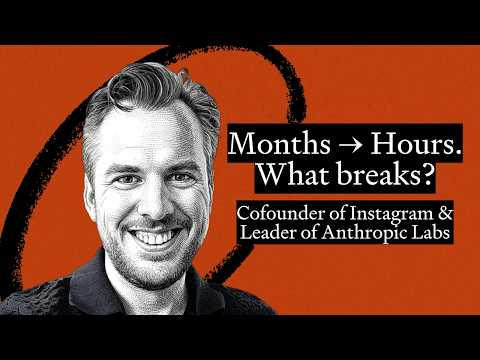 Months → Hours.
What breaks?
Cofounder of Instagram &
Leader of Anthropic Labs